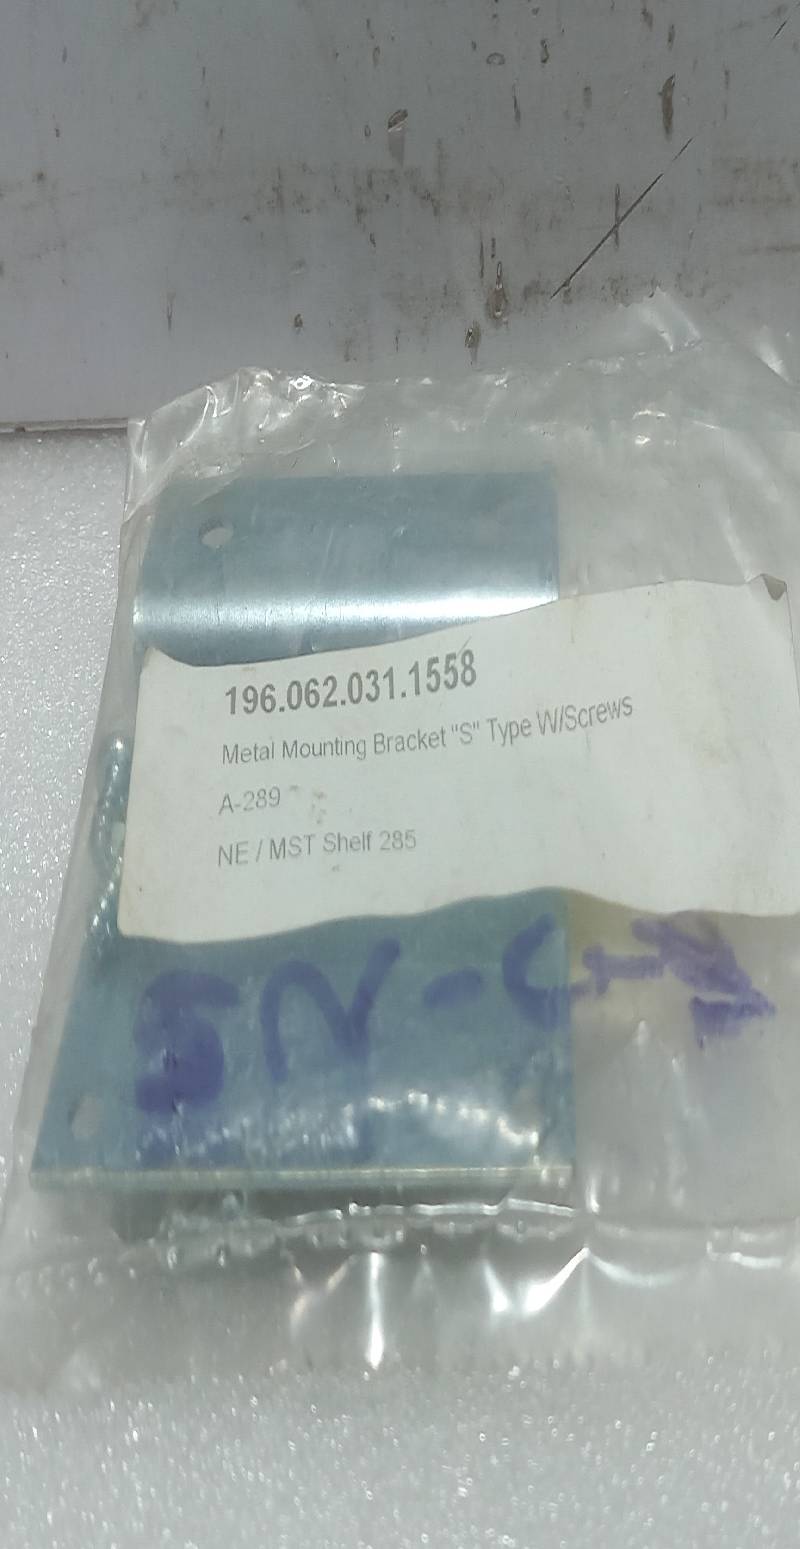 196.062.031.1558
Metal Mounting Bracket "S" Type W/Screws
A-289
NE / MST Shelf 285